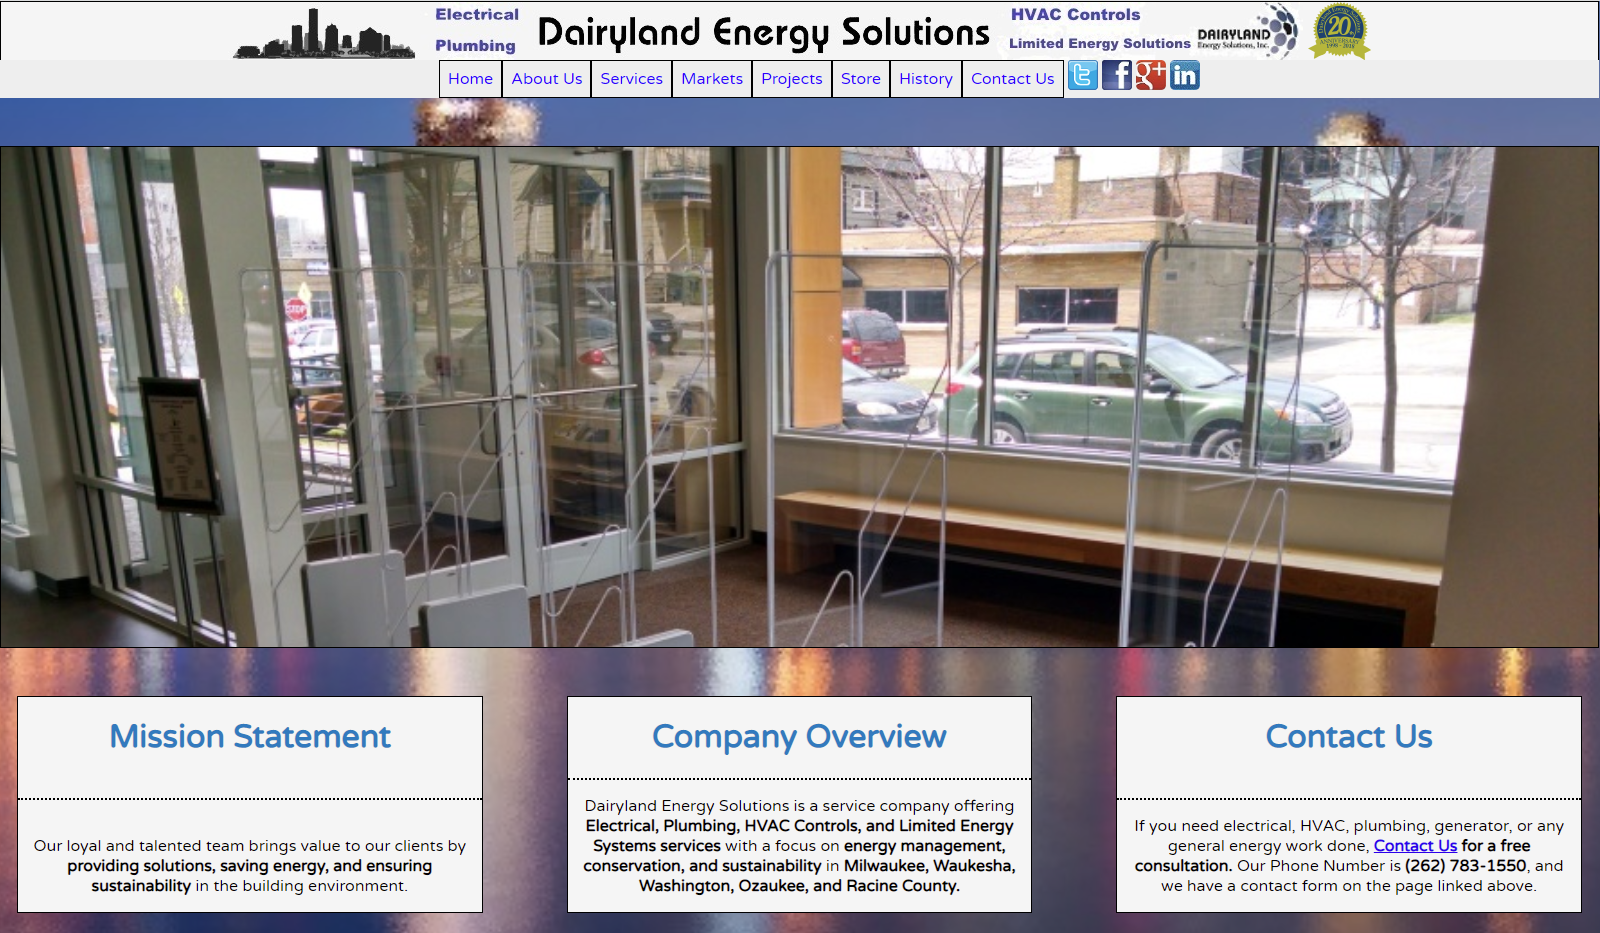 Electrical
Plumbing
Dairyland Energy Solutions
HVAC Controls
Limited Energy Solutions
DAIRYLAND
Energy Solutions, Inc.
20
ANNIVERSARY
Home
About Us
Services
Markets
Projects
Store
History
Contact Us
STOP
Mission Statement
Our loyal and talented team brings value to our clients by
providing solutions, saving energy, and ensuring
sustainability in the building environment.
Company Overview
Dairyland Energy Solutions is a service company offering
Electrical, Plumbing, HVAC Controls, and Limited Energy
Systems services with a focus on energy management,
conservation, and sustainability in Milwaukee, Waukesha,
Washington, Ozaukee, and Racine County.
Contact Us
If you need electrical, HVAC, plumbing, generator, or any
general energy work done, Contact Us for a free
consultation. Our Phone Number is (262) 783-1550, and
we have a contact form on the page linked above.